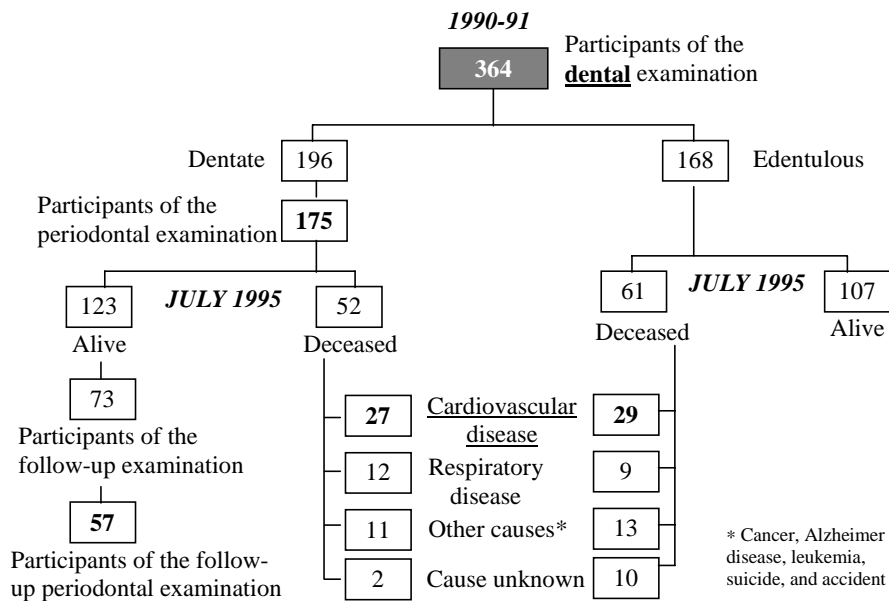 1990-91
364
Participants of the
dental examination
Dentate
196
168
Edentulous
Participants of the
periodontal examination
175
123
JULY 1995
52
61
JULY 1995
107
Alive
Deceased
Deceased
Alive
73
Participants of the
follow-up examination
57
Participants of the follow-
up periodontal examination
27
Cardiovascular
disease
29
12
Respiratory
disease
9
11
Other causes*
13
2
Cause unknown
10
* Cancer, Alzheimer
disease, leukemia,
suicide, and accident